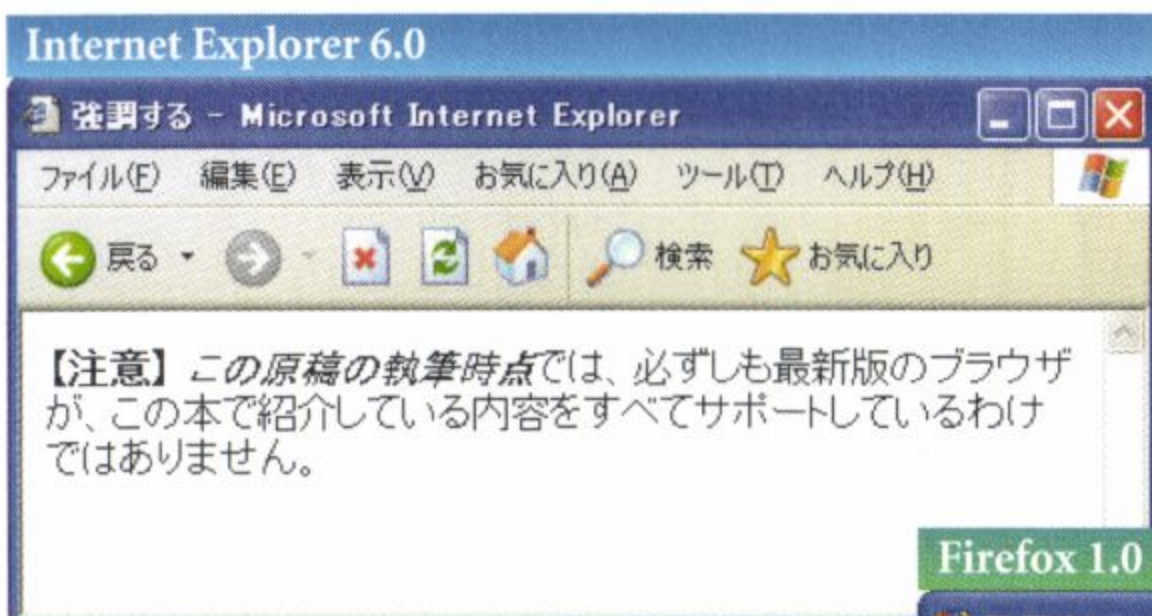 Internet Explorer 6.0
強調する - Microsoft Internet Explorer
ファイル(F) 編集(E) 表示(V) お気に入り(A) ツール(T) ヘルプ(H)
戻る 検索 お気に入り
【注意】この原稿の執筆時点では、必ずしも最新版のブラウザ
が、この本で紹介している内容をすべてサポートしているわけ
ではありません。
Firefox 1.0